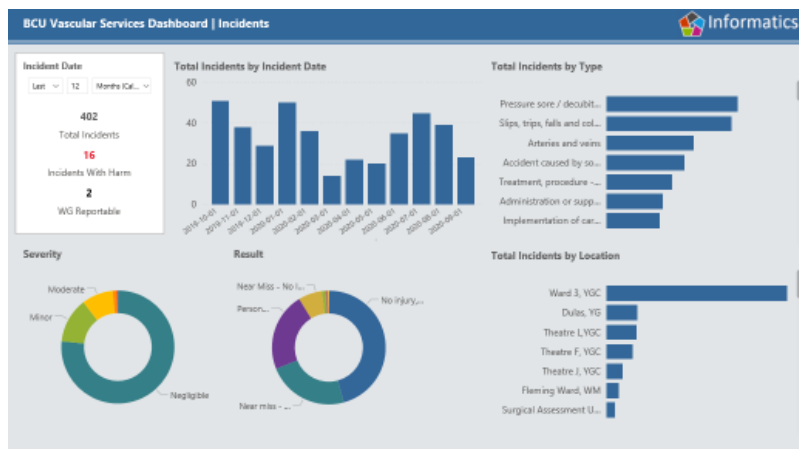 BCU Vascular Services Dashboard | Incidents
Informatics
Incident Date
Last 12 Months (Cal...
402
Total Incidents
16
Incidents With Harm
2
WG Reportable
Total Incidents by Incident Date
60
40
20
0
2019-10-01 2019-11-01 2019-12-01 2020-01-01 2020-02-01 2020-03-01 2020-04-01 2020-05-01 2020-06-01 2020-07-01 2020-08-01 2020-09-01
Total Incidents by Type
Pressure sore / decubit...
Slips, trips, falls and col...
Arteries and veins
Accident caused by so...
Treatment, procedure -...
Administration or supp...
Implementation of car...
Severity
Moderate
Minor
Negligible
Result
Near Miss - No I...
No injury,...
Person...
Near miss - ...
Total Incidents by Location
Ward 3, YGC
Dulas, YG
Theatre L,YGC
Theatre F, YGC
Theatre J, YGC
Fleming Ward, WM
Surgical Assessment U...